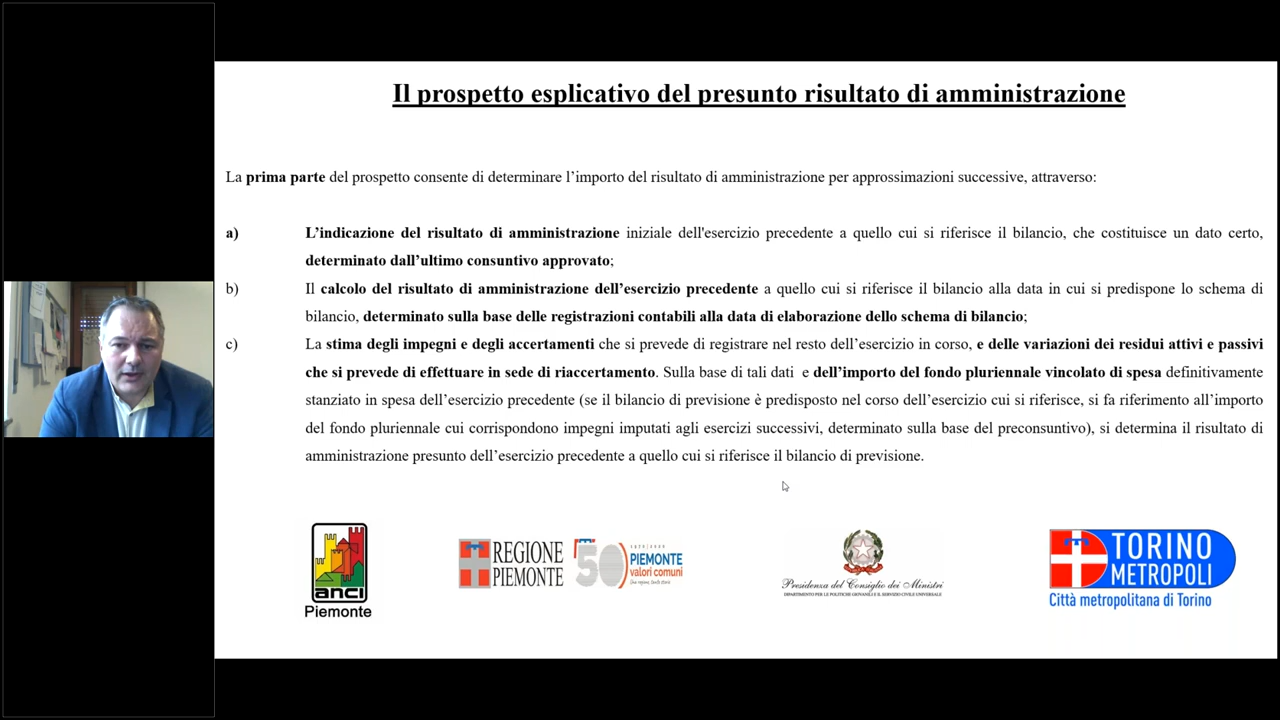 Il prospetto esplicativo del presunto risultato di amministrazione
La prima parte del prospetto consente di determinare l’importo del risultato di amministrazione per approssimazioni successive, attraverso:
a) L’indicazione del risultato di amministrazione iniziale dell'esercizio precedente a quello cui si riferisce il bilancio, che costituisce un dato certo,
determinato dall’ultimo consuntivo approvato;
b) Il calcolo del risultato di amministrazione dell’esercizio precedente a quello cui si riferisce il bilancio alla data in cui si predispone lo schema di
bilancio, determinato sulla base delle registrazioni contabili alla data di elaborazione dello schema di bilancio;
c) La stima degli impegni e degli accertamenti che si prevede di registrare nel resto dell’esercizio in corso, e delle variazioni dei residui attivi e passivi
che si prevede di effettuare in sede di riaccertamento. Sulla base di tali dati e dell’importo del fondo pluriennale vincolato di spesa definitivamente
stanziato in spesa dell’esercizio precedente (se il bilancio di previsione è predisposto nel corso dell’esercizio cui si riferisce, si fa riferimento all’importo
del fondo pluriennale cui corrispondono impegni imputati agli esercizi successivi, determinato sulla base del preconsuntivo), si determina il risultato di
amministrazione presunto dell’esercizio precedente a quello cui si riferisce il bilancio di previsione.
anci
Piemonte
REGIONE
PIEMONTE
50
PIEMONTE
valori comuni
Presidenza del Consiglio dei Ministri
DIPARTIMENTO PER LE POLITICHE GIOVANILI E IL SERVIZIO CIVILE UNIVERSALE
TORINO
METROPOLI
Città metropolitana di Torino